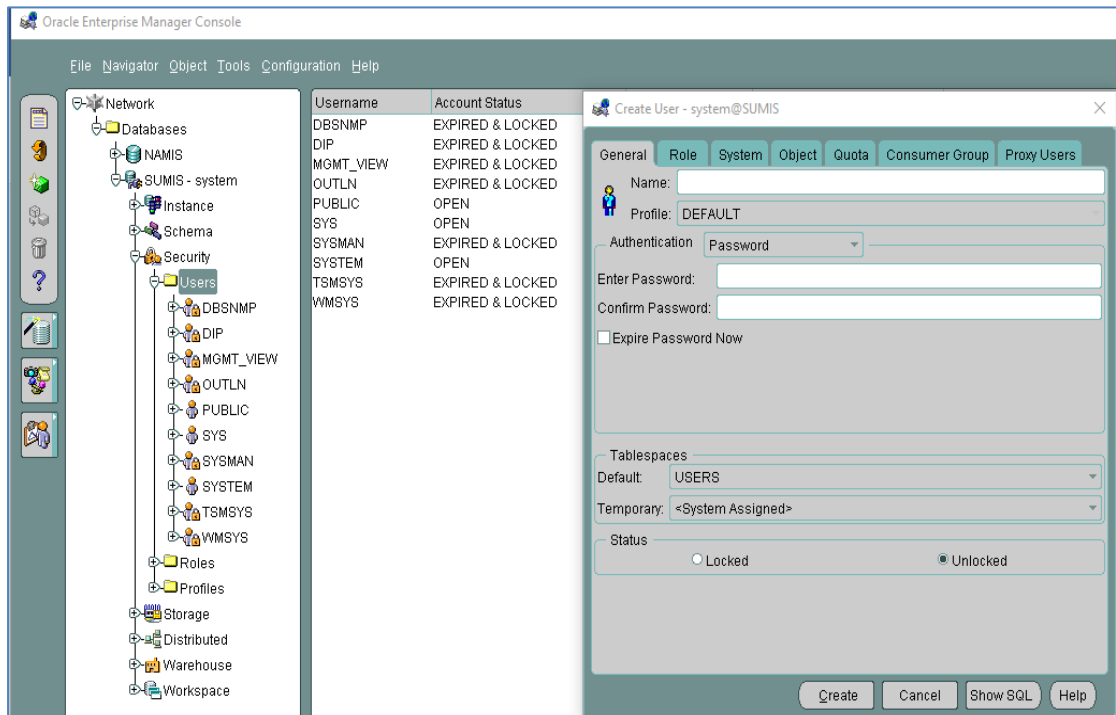 Oracle Enterprise Manager Console
File Navigator Object Tools Configuration Help
Network
Databases
NAMIS
SUMIS - system
Instance
Schema
Security
Users
DBSNMP
DIP
MGMT_VIEW
OUTLN
PUBLIC
SYS
SYSMAN
SYSTEM
TSMSYS
WMSYS
Roles
Profiles
Storage
Distributed
Warehouse
Workspace
Username Account Status
DBSNMP EXPIRED & LOCKED
DIP EXPIRED & LOCKED
MGMT_VIEW EXPIRED & LOCKED
OUTLN EXPIRED & LOCKED
PUBLIC OPEN
SYS OPEN
SYSMAN EXPIRED & LOCKED
SYSTEM OPEN
TSMSYS EXPIRED & LOCKED
WMSYS EXPIRED & LOCKED
Create User - system@SUMIS
General Role System Object Quota Consumer Group Proxy Users
Name:
Profile: DEFAULT
Authentication Password
Enter Password:
Confirm Password:
Expire Password Now
Tablespaces
Default: USERS
Temporary: <System Assigned>
Status
Locked Unlocked
Create Cancel Show SQL Help